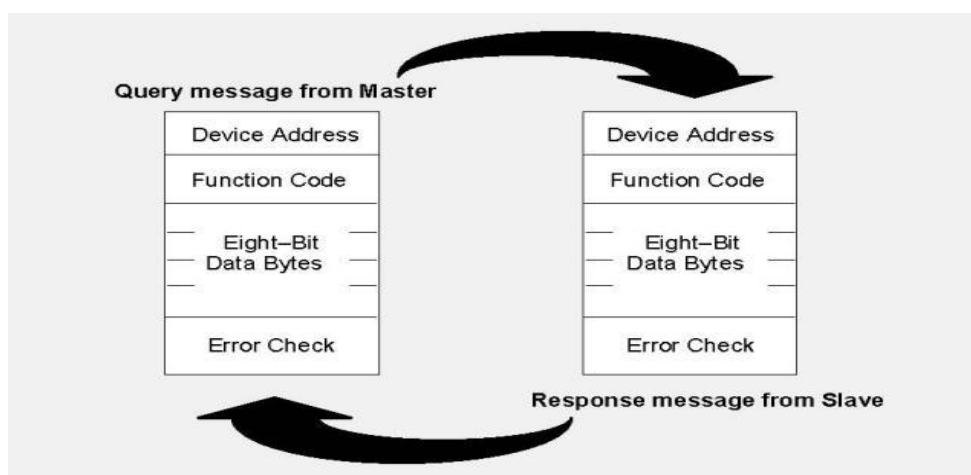 Query message from Master
Device Address
Function Code
Eight–Bit
Data Bytes
Error Check
Device Address
Function Code
Eight–Bit
Data Bytes
Error Check
Response message from Slave